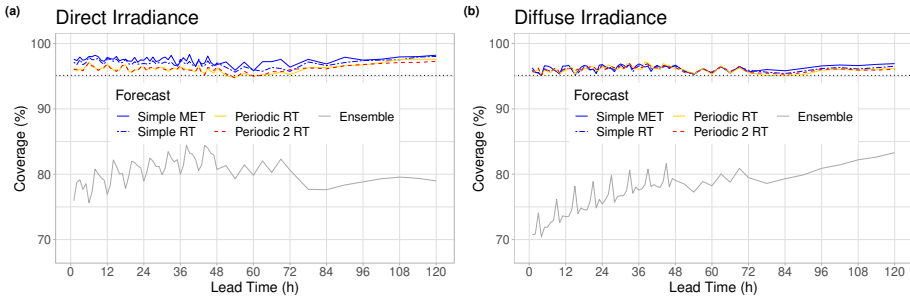 (a) Direct Irradiance
Coverage (%)
100
90
80
70
Forecast
Simple MET Periodic RT Ensemble
Simple RT Periodic 2 RT
0 12 24 36 48 60 72 84 96 108 120
Lead Time (h)
(b) Diffuse Irradiance
Coverage (%)
100
90
80
70
Forecast
Simple MET Periodic RT Ensemble
Simple RT Periodic 2 RT
0 12 24 36 48 60 72 84 96 108 120
Lead Time (h)